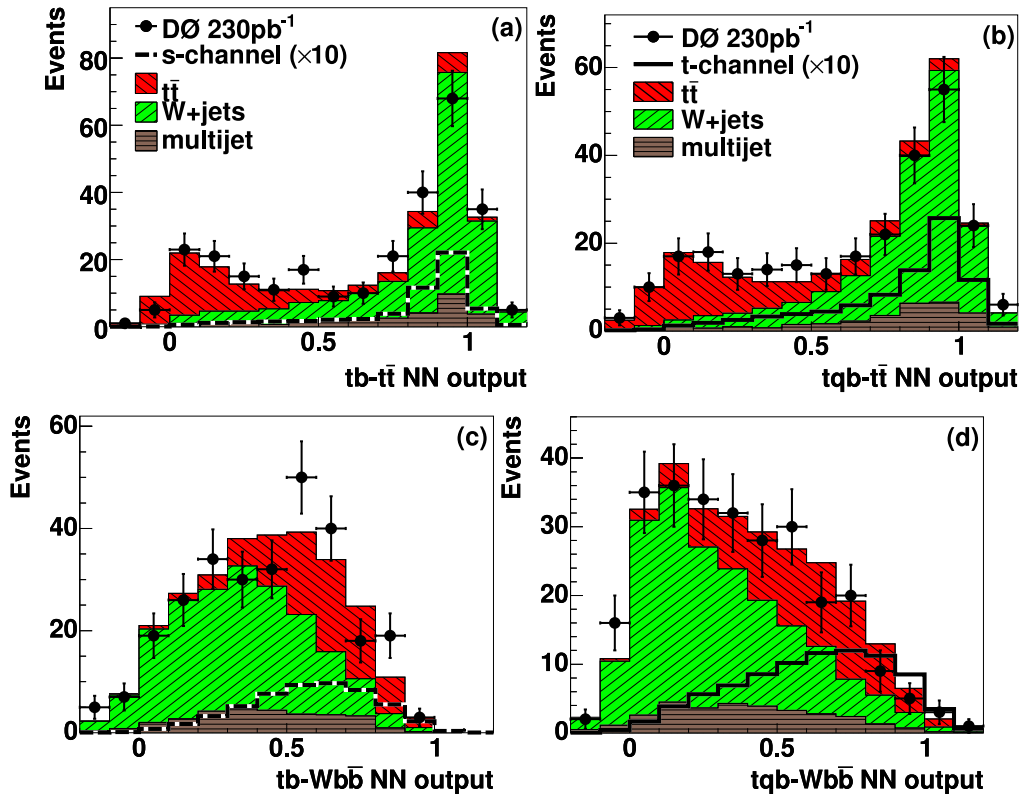 Events
80
60
40
20
0
(a)
DØ 230pb⁻¹
s-channel (×10)
tt̄
W+jets
multijet
0 0.5 1
tb-tt̄ NN output
Events
60
40
20
0
(b)
DØ 230pb⁻¹
t-channel (×10)
tt̄
W+jets
multijet
0 0.5 1
tqb-tt̄ NN output
Events
60
40
20
0
(c)
0 0.5 1
tb-Wbb̄ NN output
Events
40
30
20
10
0
(d)
0 0.5 1
tqb-Wbb̄ NN output